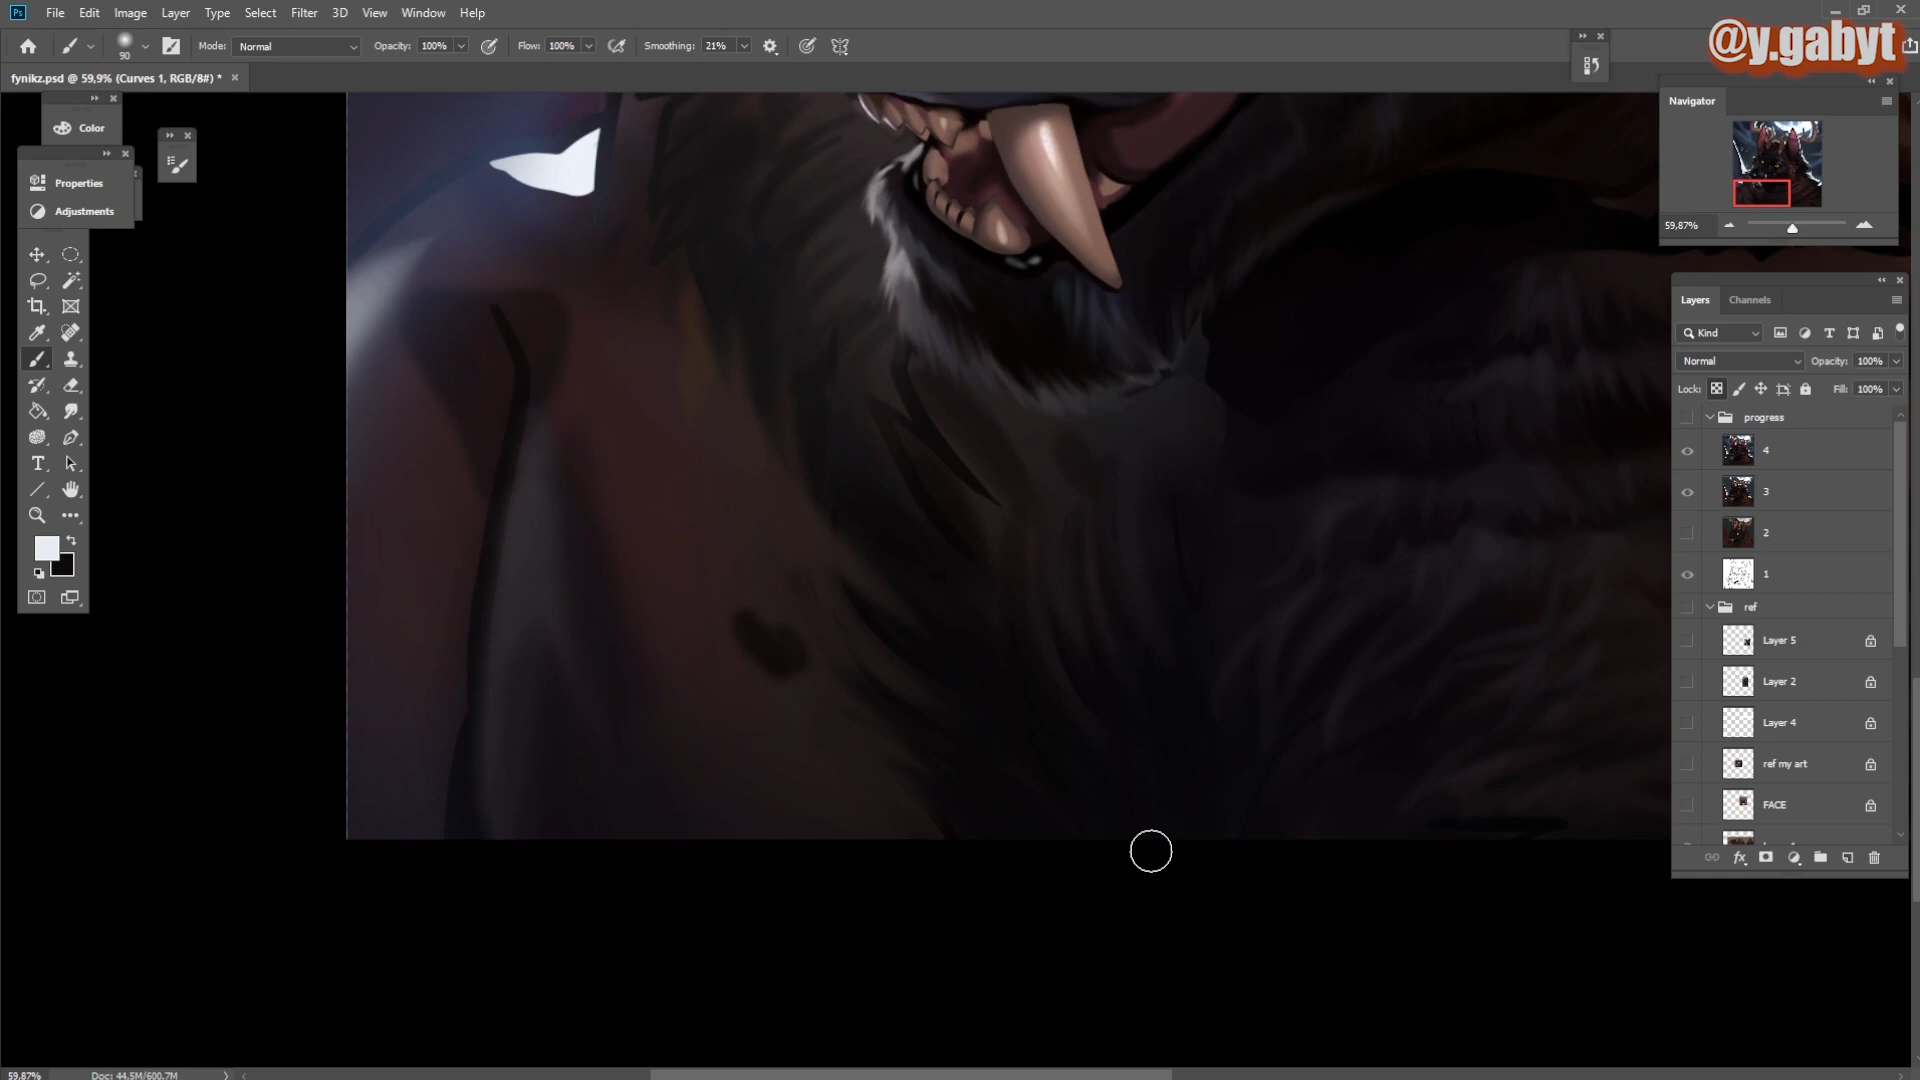 Ps File Edit Image Layer Type Select Filter 3D View Window Help
@y.gabyt
90 Mode: Normal Opacity: 100% Flow: 100% Smoothing: 21%
fynikz.psd @ 59,9% (Curves 1, RGB/8#) *
Color
Properties
Adjustments
Navigator
59,87%
Layers Channels
Kind
Normal Opacity: 100%
Lock: Fill: 100%
progress
4
3
2
1
ref
Layer 5
Layer 2
Layer 4
ref my art
FACE
59,87% Doc: 44,5M/600,7M